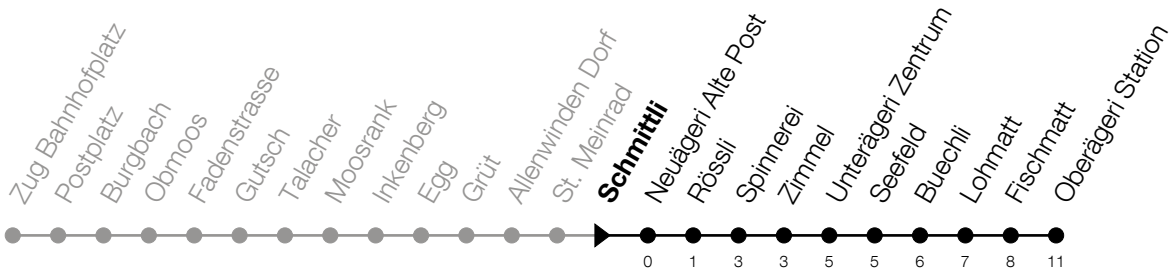 Zug Bahnhofplatz
Postplatz
Burgbach
Obmoos
Fadenstrasse
Gutsch
Talacher
Moosrank
Inkenberg
Egg
Grüt
Allenwinden Dorf
St. Meinrad
Schmittli
Neuägeri Alte Post
Rössli
Spinnerei
Zimmel
Unterägeri Zentrum
Seefeld
Buechli
Lohmatt
Fischmatt
Oberägeri Station
0 1 3 3 5 5 6 7 8 11